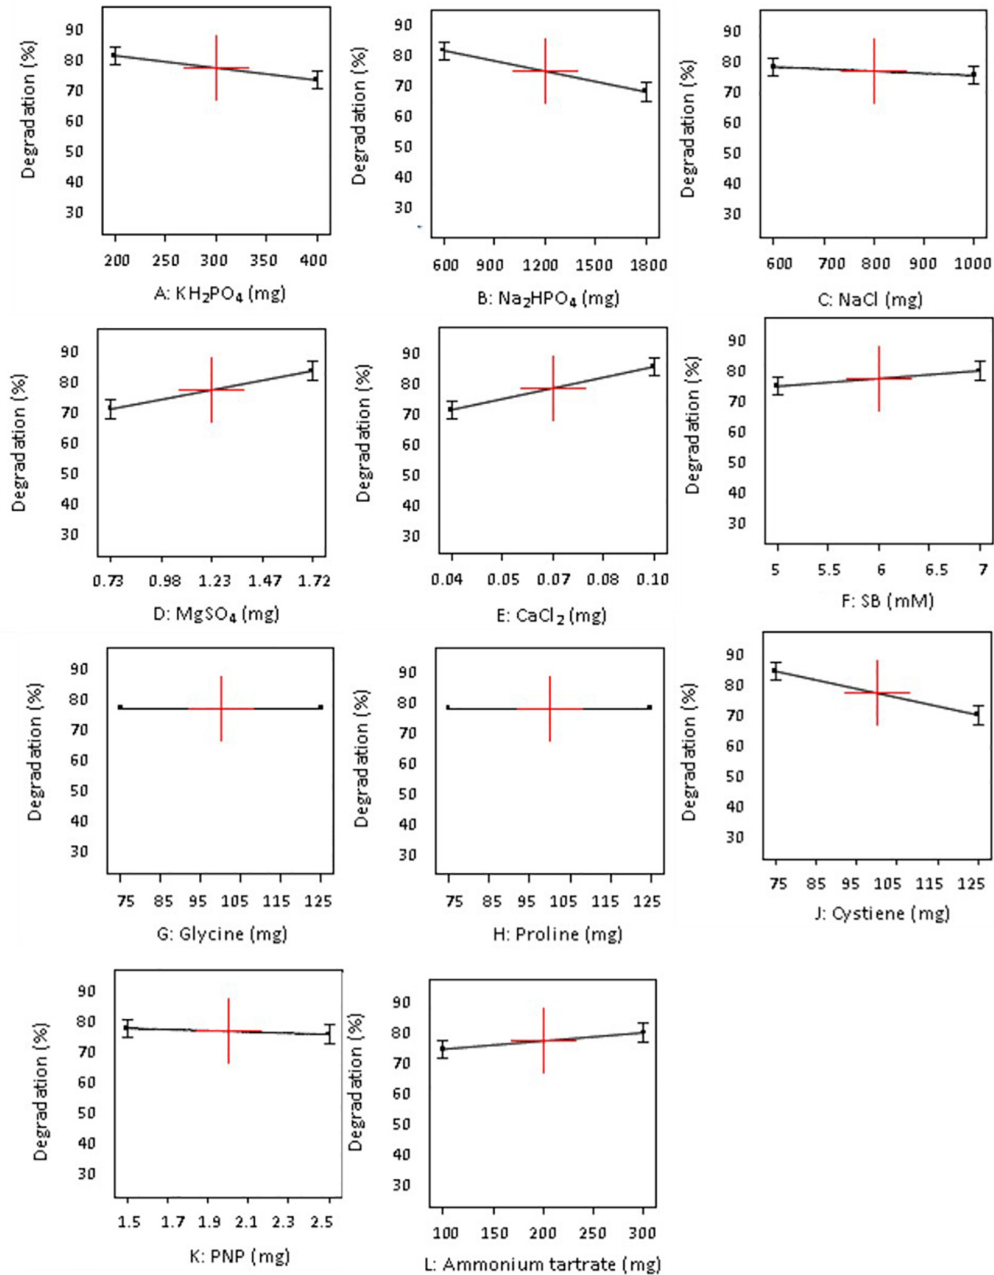 Degradation (%)
90
80
70
60
50
40
30
200 250 300 350 400
A: KH₂PO₄ (mg)
Degradation (%)
90
80
70
60
50
40
30
600 900 1200 1500 1800
B: Na₂HPO₄ (mg)
Degradation (%)
90
80
70
60
50
40
30
600 700 800 900 1000
C: NaCl (mg)
Degradation (%)
90
80
70
60
50
40
30
0.73 0.98 1.23 1.47 1.72
D: MgSO₄ (mg)
Degradation (%)
90
80
70
60
50
40
30
0.04 0.05 0.07 0.08 0.10
E: CaCl₂ (mg)
Degradation (%)
90
80
70
60
50
40
30
5 5.5 6 6.5 7
F: SB (mM)
Degradation (%)
90
80
70
60
50
40
30
75 85 95 105 115 125
G: Glycine (mg)
Degradation (%)
90
80
70
60
50
40
30
75 85 95 105 115 125
H: Proline (mg)
Degradation (%)
90
80
70
60
50
40
30
75 85 95 105 115 125
J: Cystiene (mg)
Degradation (%)
90
80
70
60
50
40
30
1.5 1.7 1.9 2.1 2.3 2.5
K: PNP (mg)
Degradation (%)
90
80
70
60
50
40
30
100 150 200 250 300
L: Ammonium tartrate (mg)